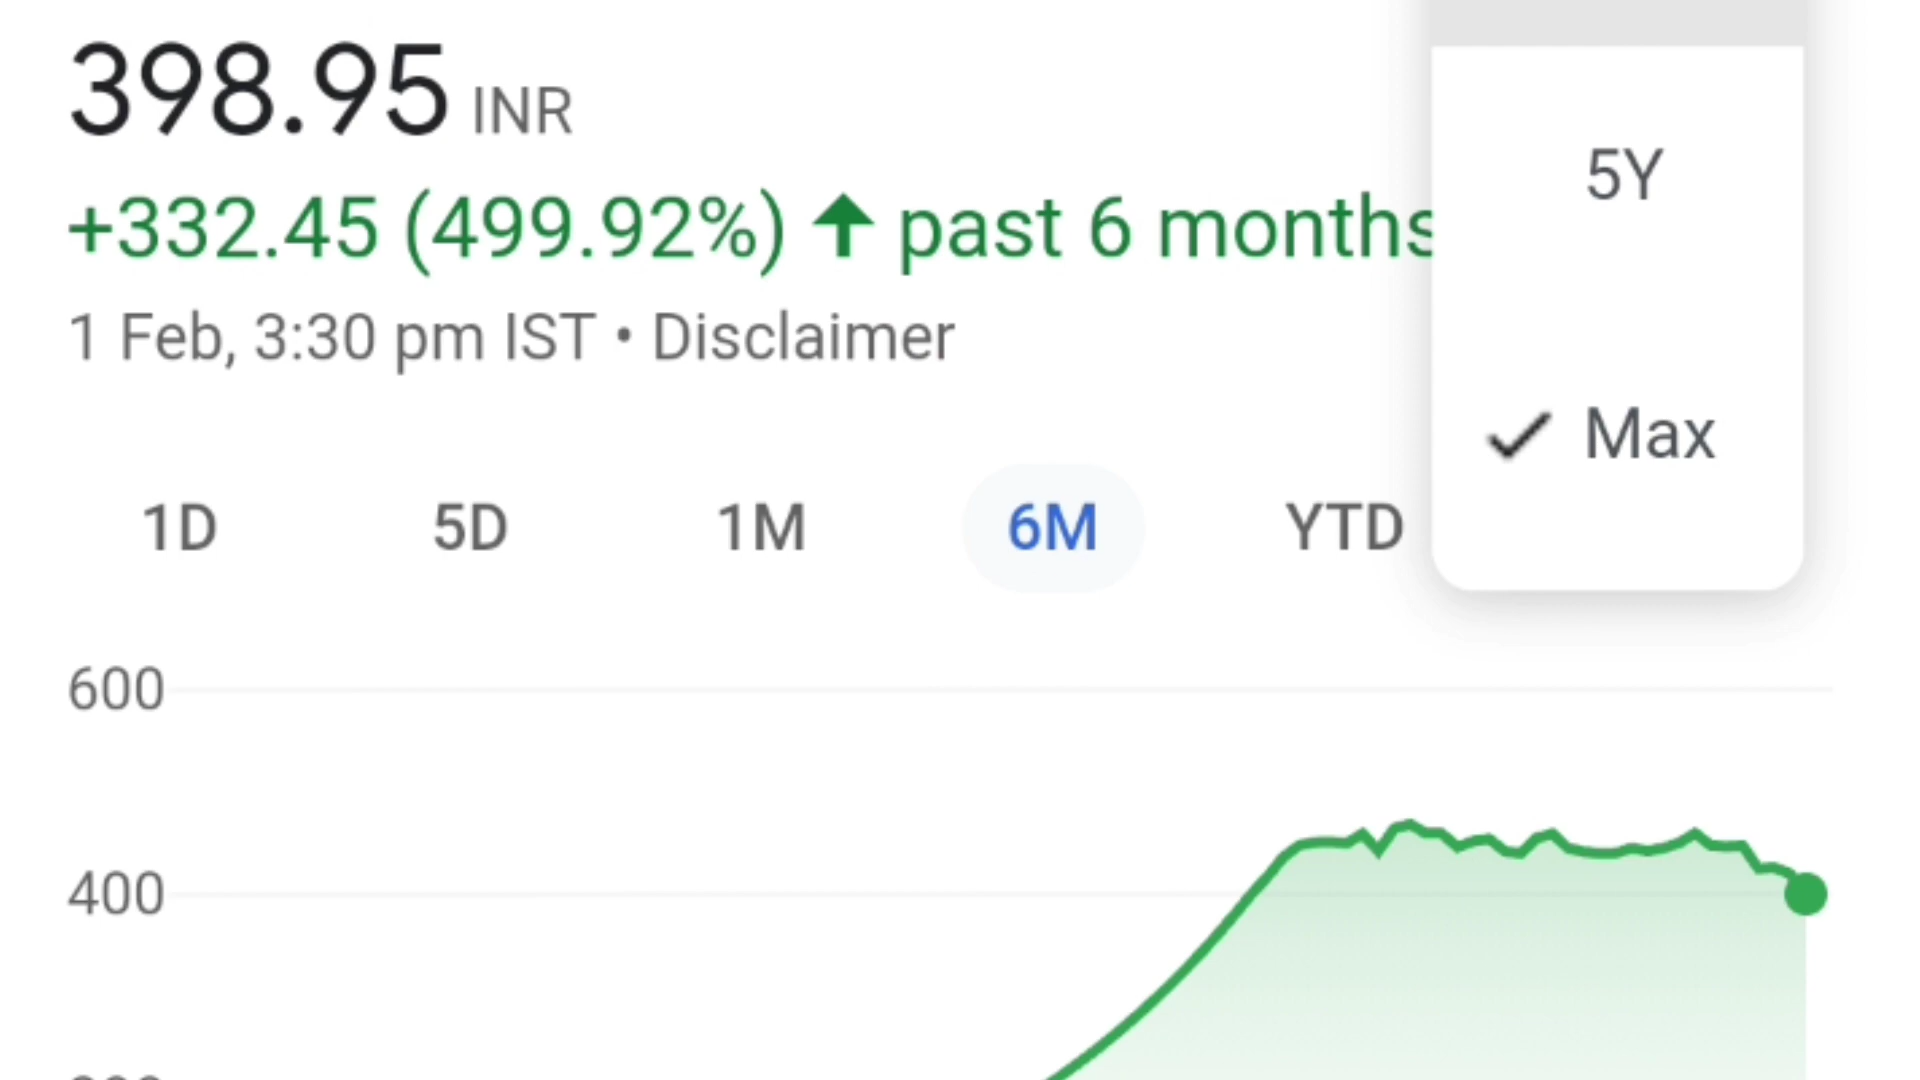 398.95 INR
+332.45 (499.92%) past 6 months
1 Feb, 3:30 pm IST • Disclaimer
5Y
Max
1D 5D 1M 6M YTD
600
400